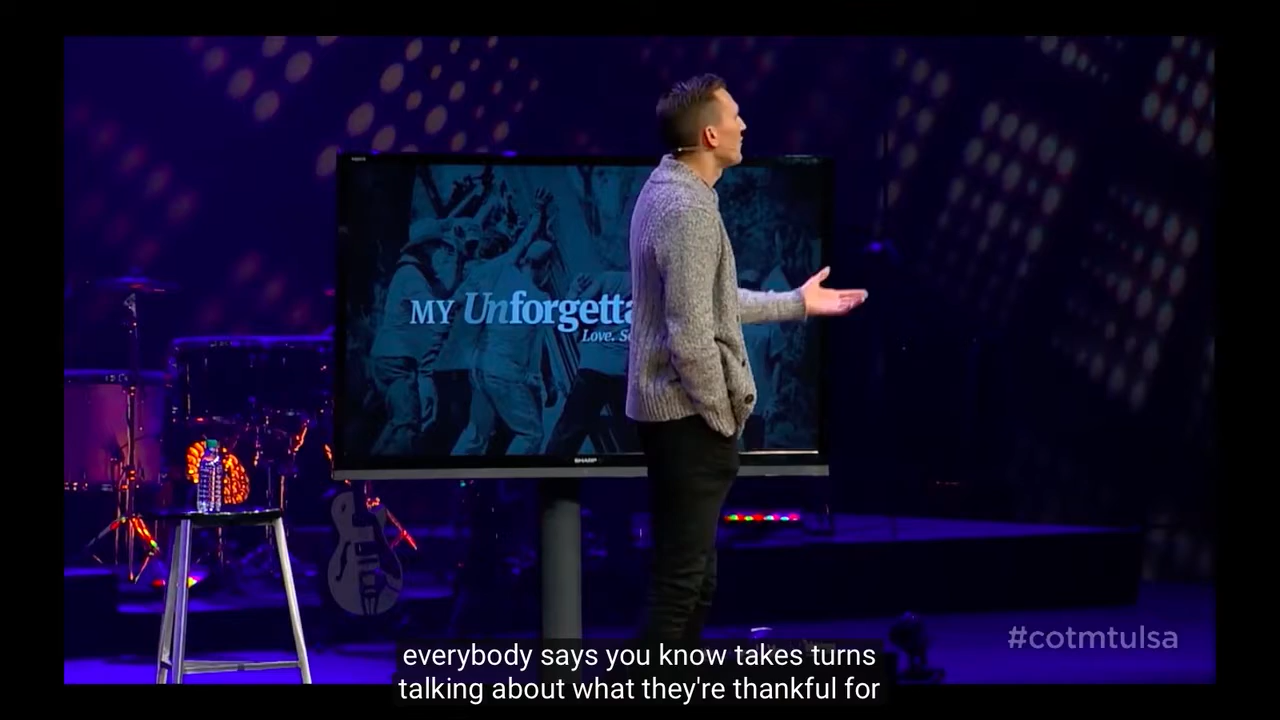 MY Unforgetta
Love. S
SHARP
#cotmtulsa
everybody says you know takes turns
talking about what they're thankful for